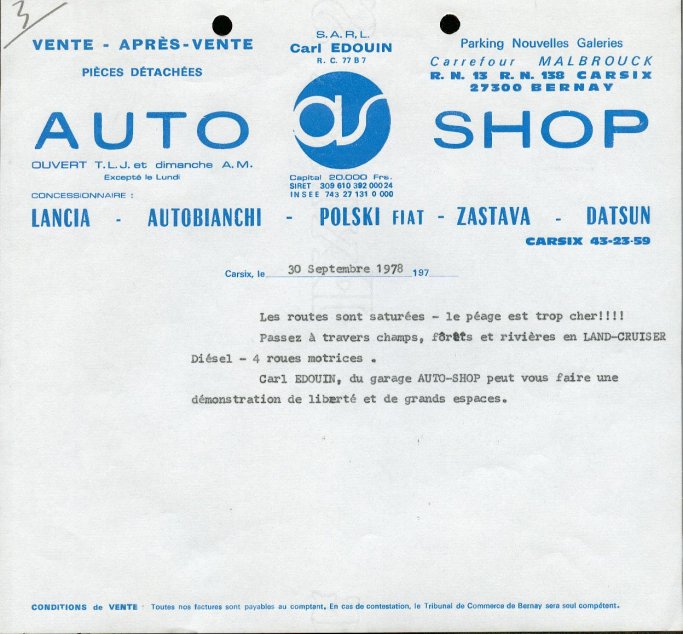 3
VENTE - APRÈS-VENTE
PIÈCES DÉTACHÉES
S.A.R.L.
Carl EDOUIN
R. C. 77 B 7
Parking Nouvelles Galeries
Carrefour MALBROUCK
R. N. 13 R. N. 138 CARSIX
27300 BERNAY
AUTO as SHOP
OUVERT T.L.J. et dimanche A.M.
Excepté le Lundi
Capital 20.000 Frs.
SIRET 309 610 392 000 24
INSEE 743 27 131 0 000
CONCESSIONNAIRE :
LANCIA - AUTOBIANCHI - POLSKI FIAT - ZASTAVA - DATSUN
CARSIX 43-23-59
Carsix, le 30 Septembre 1978 197
Les routes sont saturées - le péage est trop cher!!!!
Passez à travers champs, forêts et rivières en LAND-CRUISER
Diésel - 4 roues motrices .
Carl EDOUIN, du garage AUTO-SHOP peut vous faire une
démonstration de liberté et de grands espaces.
CONDITIONS de VENTE : Toutes nos factures sont payables au comptant. En cas de contestation, le Tribunal de Commerce de Bernay sera seul compétent.